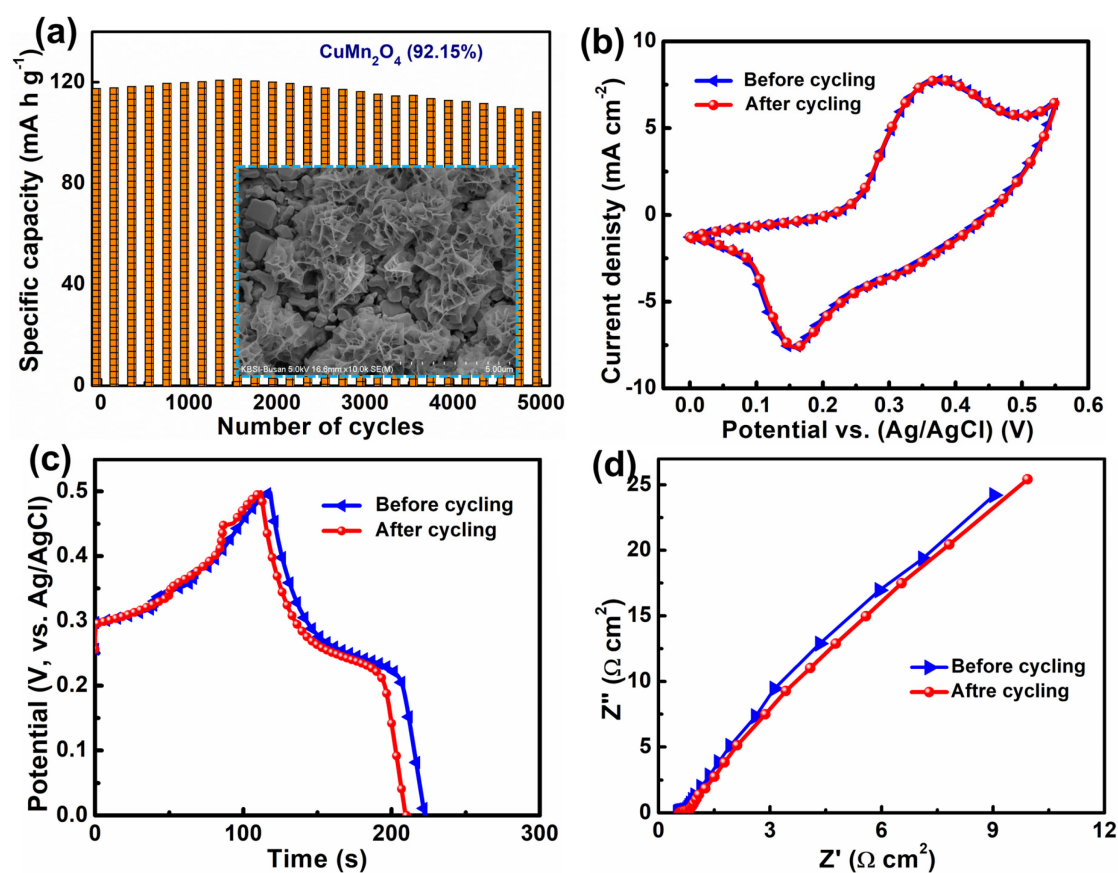 (a)
CuMn₂O₄ (92.15%)
120
80
40
0
Specific capacity (mA h g⁻¹)
KBSI-Busan 5.0kV 16.6mm x10.0k SE(M)
5.00um
0 1000 2000 3000 4000 5000
Number of cycles
(b)
Before cycling
After cycling
10
5
0
-5
-10
Current denisty (mA cm⁻²)
0.0 0.1 0.2 0.3 0.4 0.5 0.6
Potential vs. (Ag/AgCl) (V)
(c)
Before cycling
After cycling
0.5
0.4
0.3
0.2
0.1
0.0
Potential (V, vs. Ag/AgCl)
0 100 200 300
Time (s)
(d)
25
20
15
10
5
0
Z'' (Ω cm²)
Before cycling
Aftre cycling
0 3 6 9 12
Z' (Ω cm²)